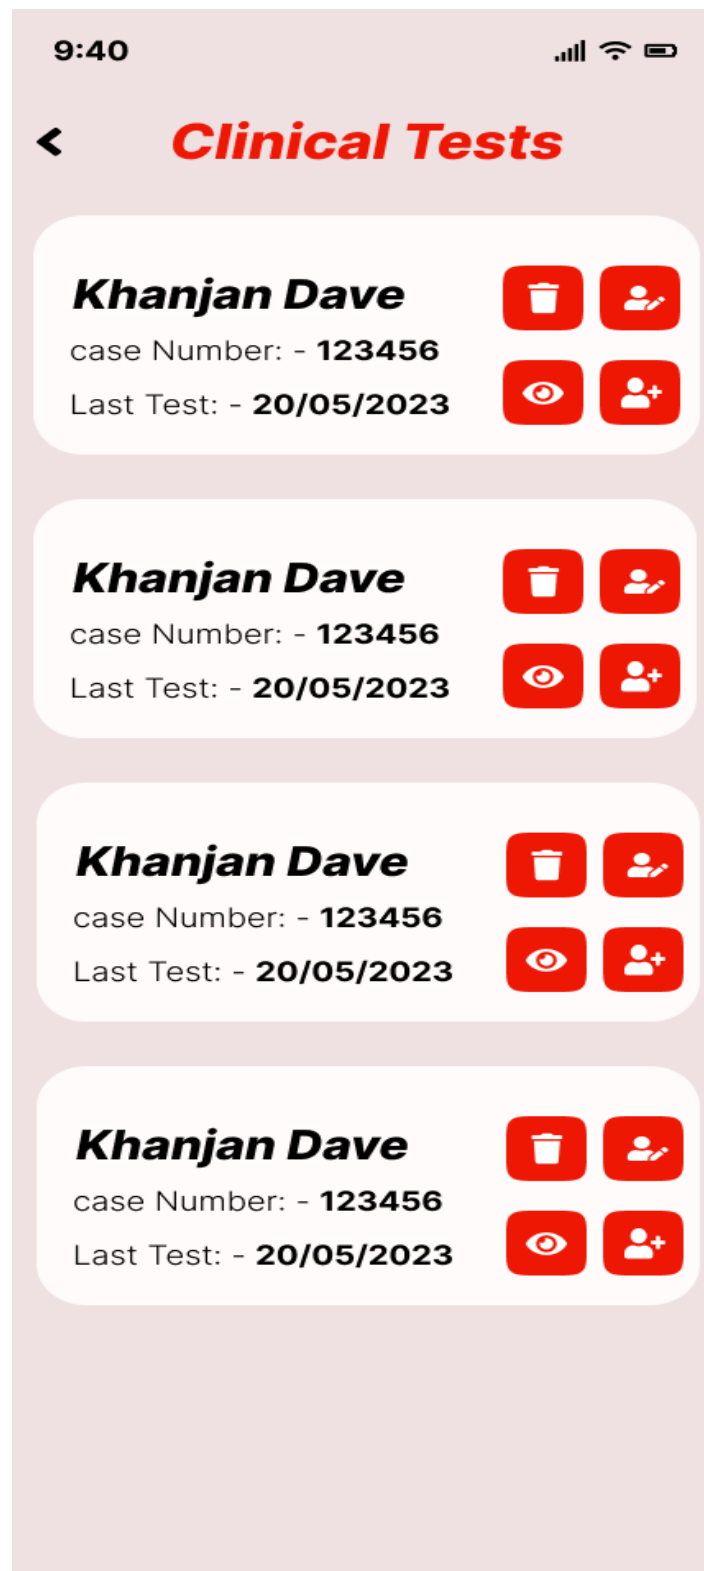 9:40
Clinical Tests
Khanjan Dave
case Number: - 123456
Last Test: - 20/05/2023
Khanjan Dave
case Number: - 123456
Last Test: - 20/05/2023
Khanjan Dave
case Number: - 123456
Last Test: - 20/05/2023
Khanjan Dave
case Number: - 123456
Last Test: - 20/05/2023